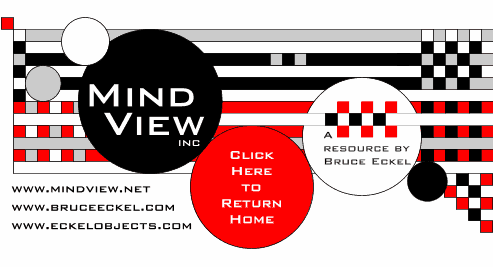 MIND
VIEW
INC
A
RESOURCE BY
BRUCE ECKEL
CLICK
HERE
TO
RETURN
HOME
WWW.MINDVIEW.NET
WWW.BRUCEECKEL.COM
WWW.ECKELOBJECTS.COM